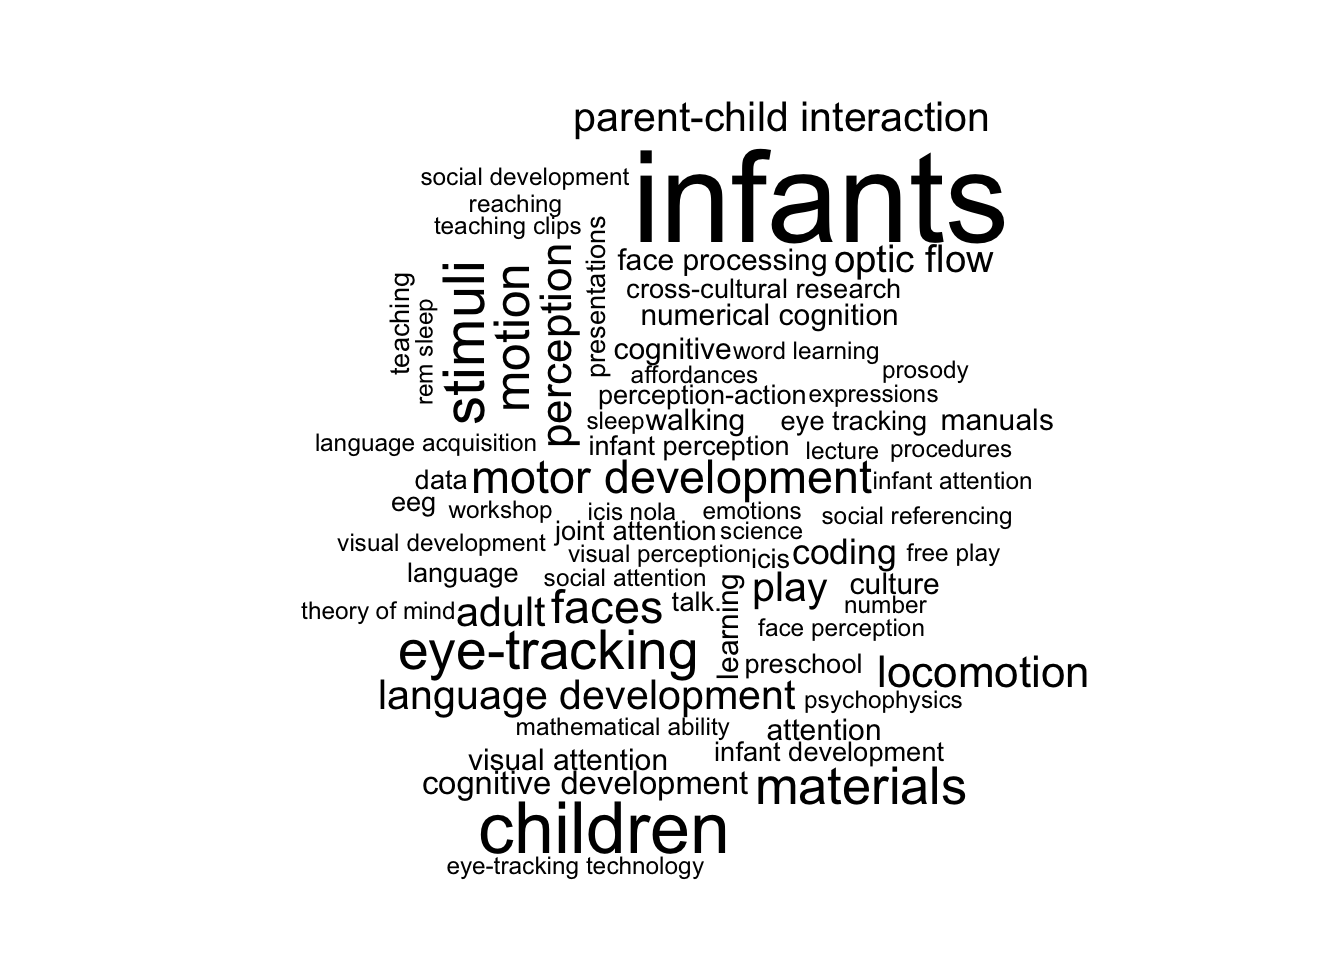 parent-child interaction
infants
social development
reaching
teaching clips
presentations
perception
motion
stimuli
rem sleep
teaching
face processing
optic flow
cross-cultural research
numerical cognition
cognitive
word learning
affordances
prosody
perception-action
expressions
sleep
walking
eye tracking
manuals
language acquisition
infant perception
lecture
procedures
data
motor development
infant attention
eeg
workshop
icis nola
emotions
social referencing
joint attention
science
visual development
visual perception
icis
coding
free play
language
social attention
learning
play
culture
theory of mind
adult
faces
talk.
number
face perception
eye-tracking
preschool
locomotion
language development
psychophysics
mathematical ability
attention
visual attention
infant development
cognitive development
materials
children
eye-tracking technology